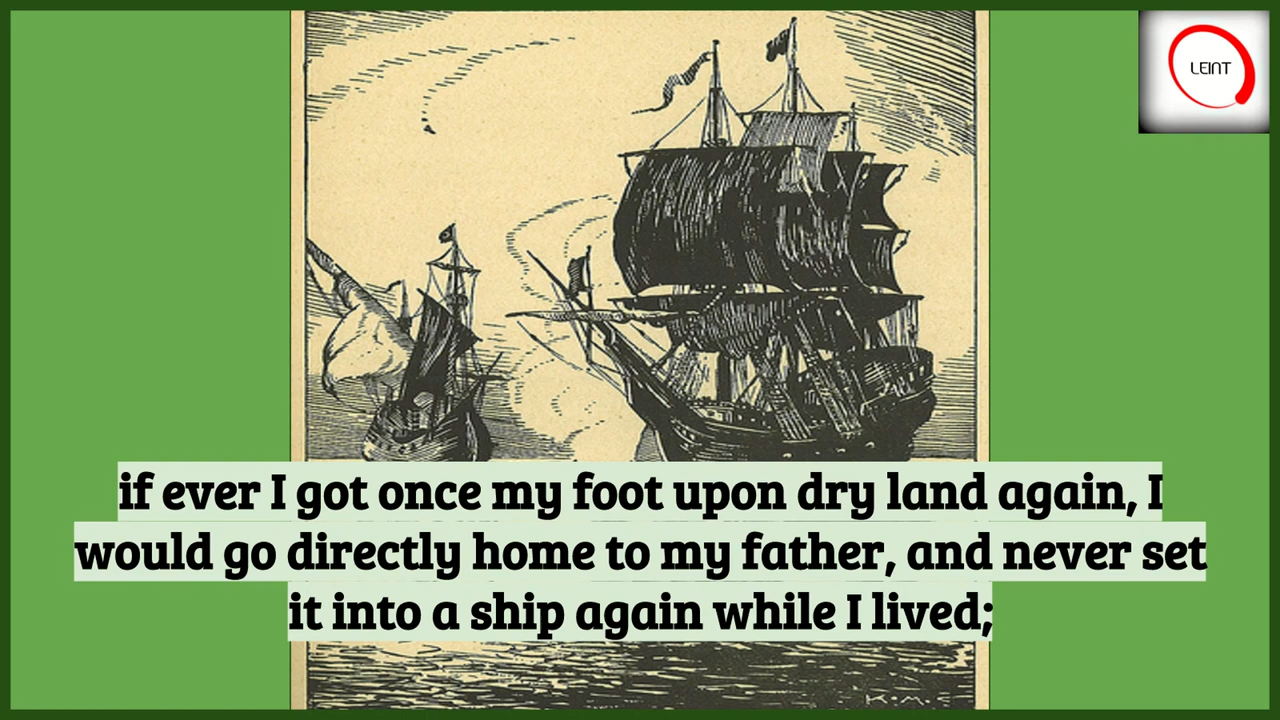 LEINT
if ever I got once my foot upon dry land again, I
would go directly home to my father, and never set
it into a ship again while I lived;
K.M.C